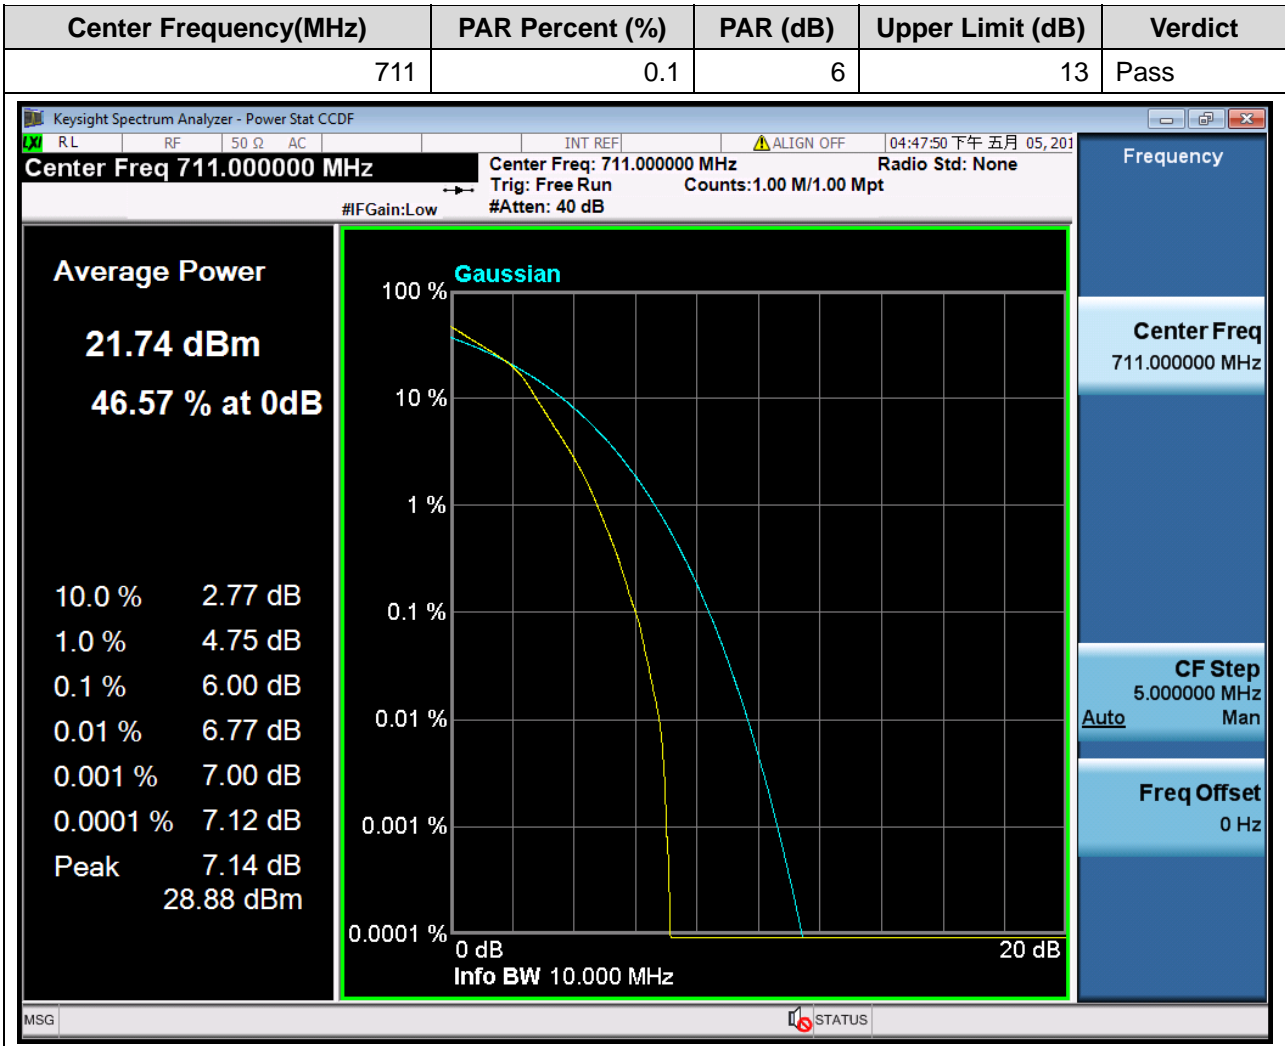 Center Frequency(MHz) PAR Percent (%) PAR (dB) Upper Limit (dB) Verdict
711 0.1 6 13 Pass
Keysight Spectrum Analyzer - Power Stat CCDF
LXI RL RF 50 Ω AC INT REF ALIGN OFF 04:47:50 下午 五月 05, 201
Center Freq 711.000000 MHz
Center Freq: 711.000000 MHz Radio Std: None
Trig: Free Run Counts:1.00 M/1.00 Mpt
#IFGain:Low #Atten: 40 dB
Frequency
Average Power
21.74 dBm
46.57 % at 0dB
10.0 % 2.77 dB
1.0 % 4.75 dB
0.1 % 6.00 dB
0.01 % 6.77 dB
0.001 % 7.00 dB
0.0001 % 7.12 dB
Peak 7.14 dB
28.88 dBm
Gaussian
100 %
10 %
1 %
0.1 %
0.01 %
0.001 %
0.0001 %
0 dB 20 dB
Info BW 10.000 MHz
Center Freq
711.000000 MHz
CF Step
5.000000 MHz
Auto Man
Freq Offset
0 Hz
MSG STATUS